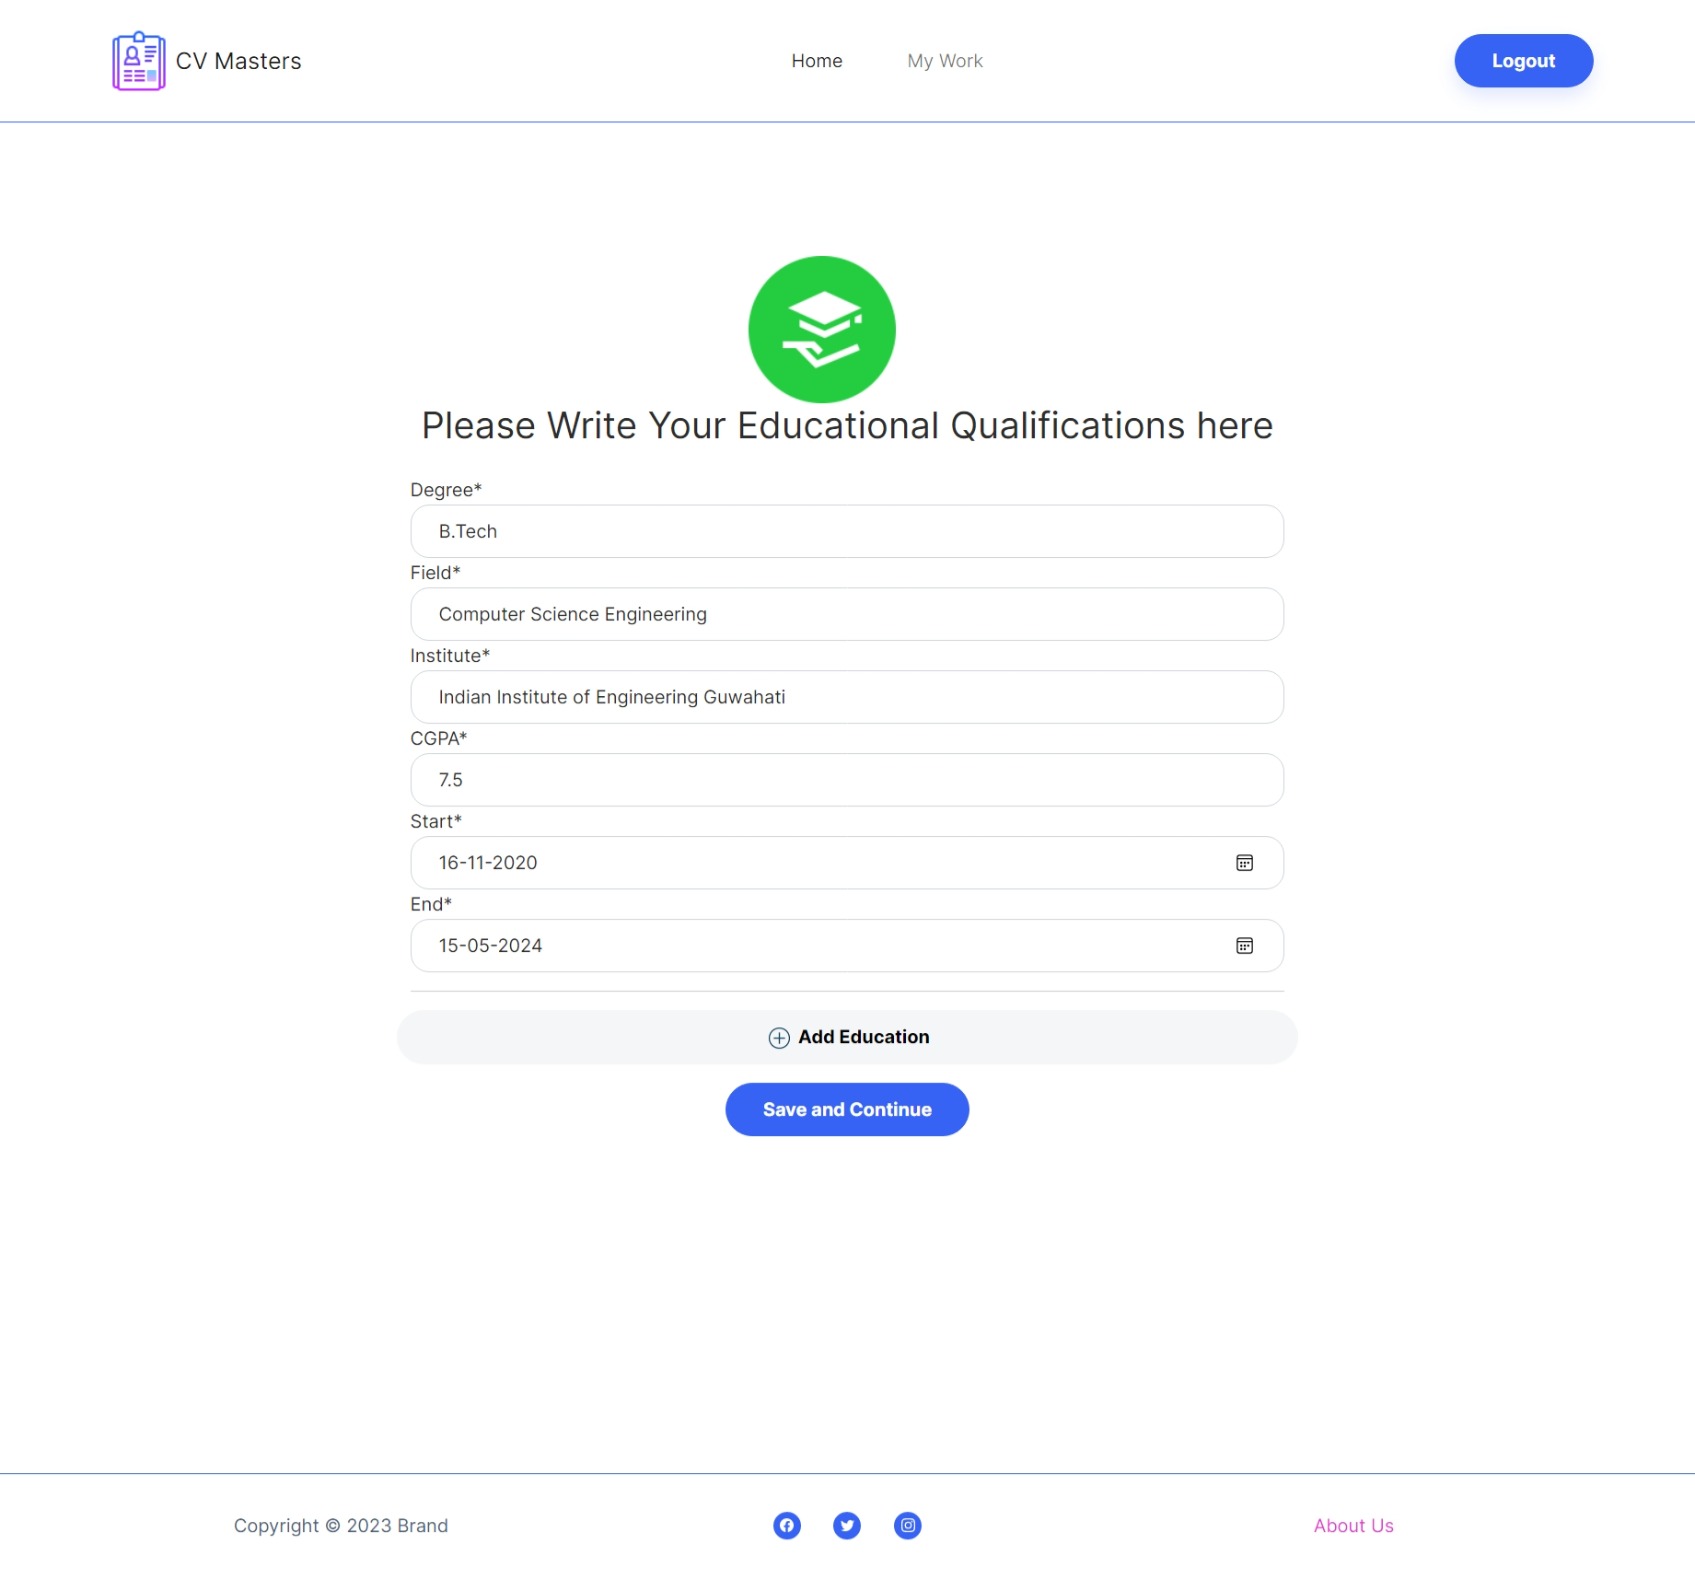 CV Masters
Home
My Work
Logout
Please Write Your Educational Qualifications here
Degree*
B.Tech
Field*
Computer Science Engineering
Institute*
Indian Institute of Engineering Guwahati
CGPA*
7.5
Start*
16-11-2020
End*
15-05-2024
Add Education
Save and Continue
Copyright © 2023 Brand
About Us